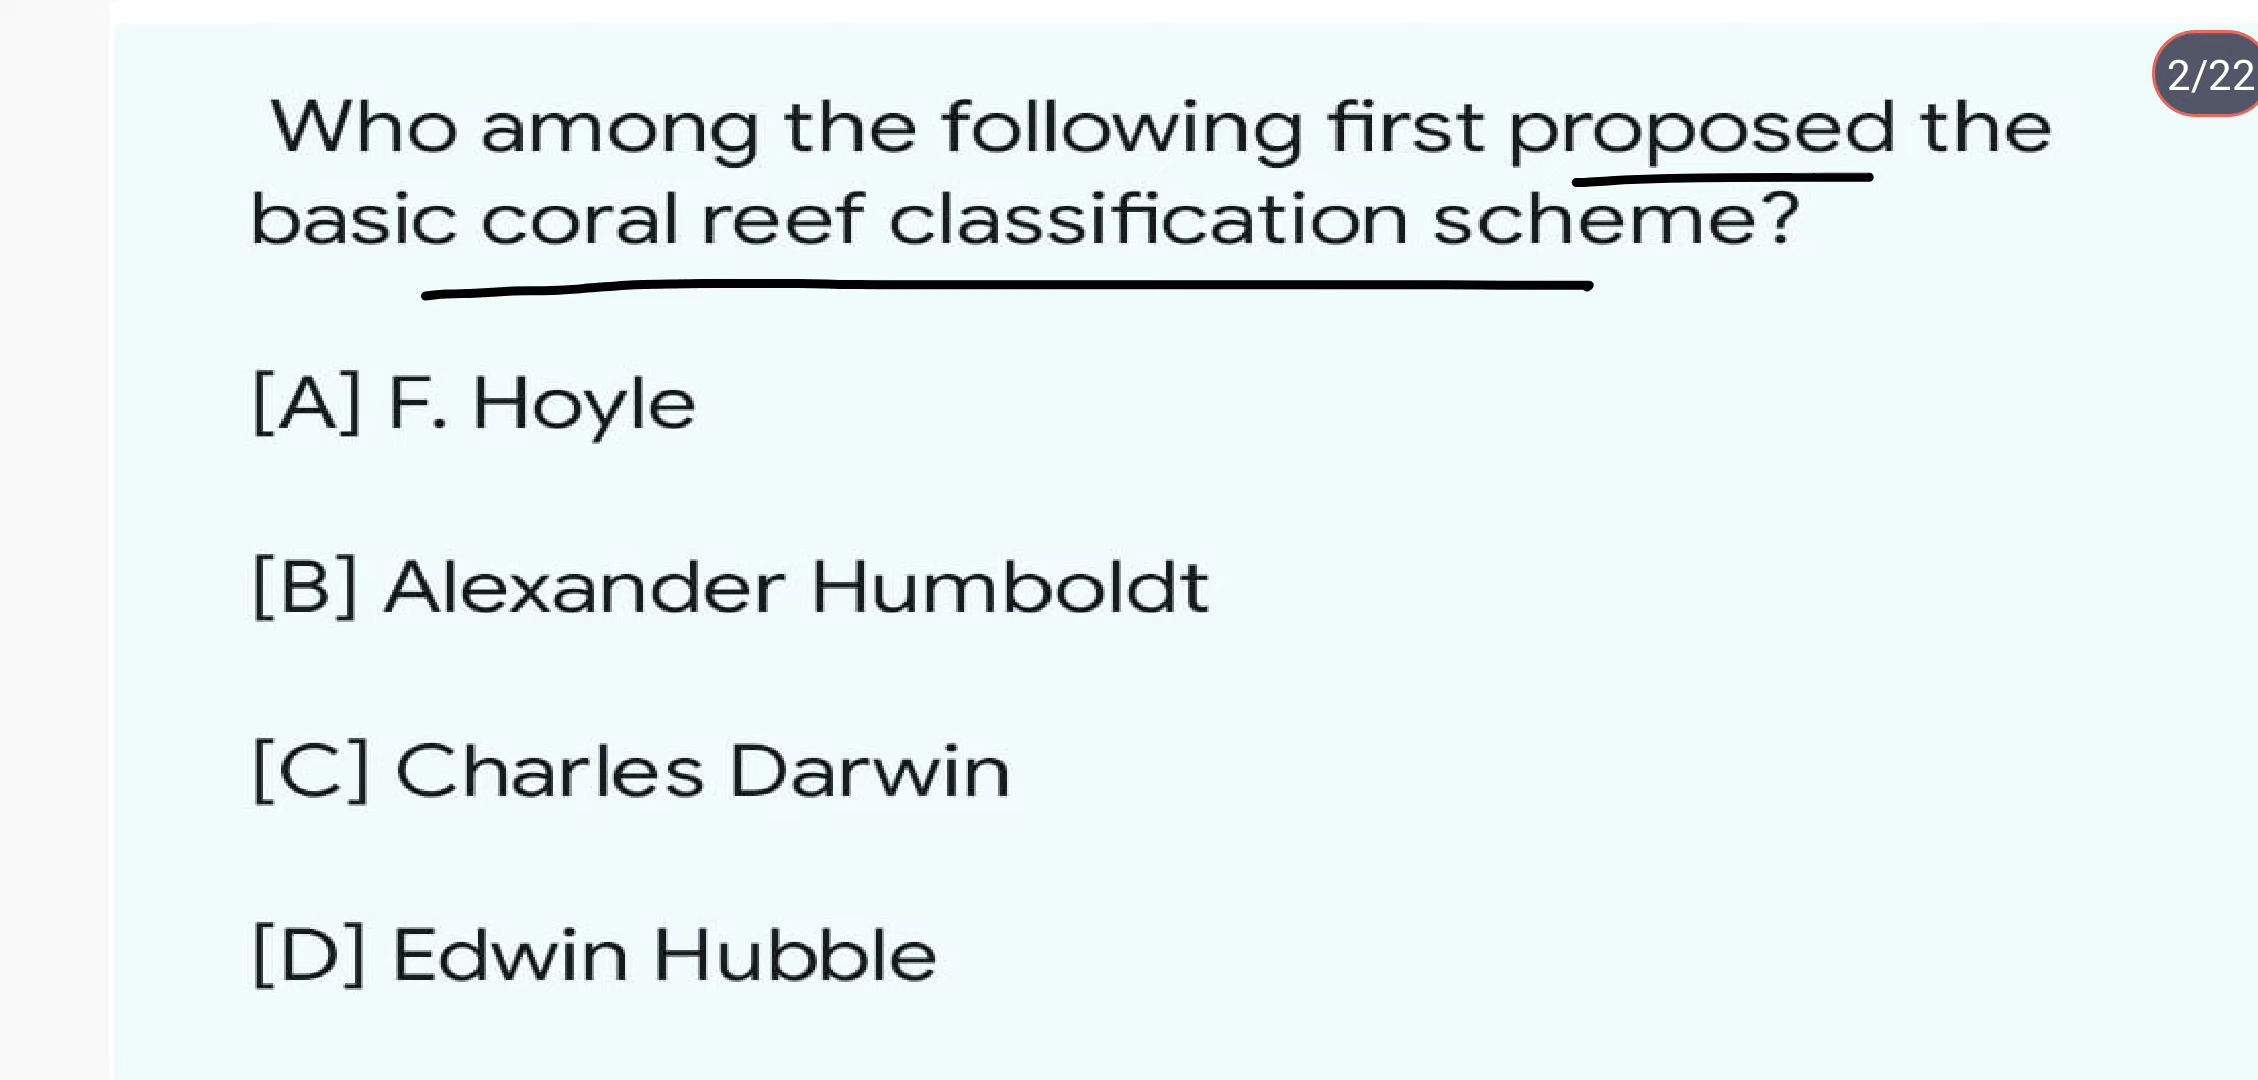 2/22
Who among the following first proposed the
basic coral reef classification scheme?
[A] F. Hoyle
[B] Alexander Humboldt
[C] Charles Darwin
[D] Edwin Hubble